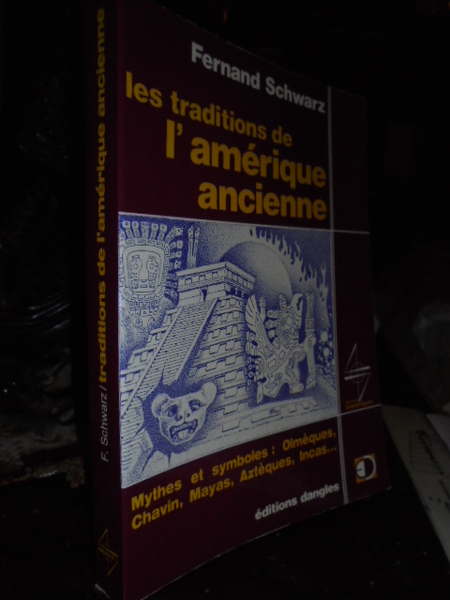 Fernand Schwarz
les traditions de
l'amérique
ancienne
Mythes et symboles : Olmèques,
Chavin, Mayas, Aztèques, Incas...
éditions dangles
F. Schwarz / traditions de l'amérique ancienne